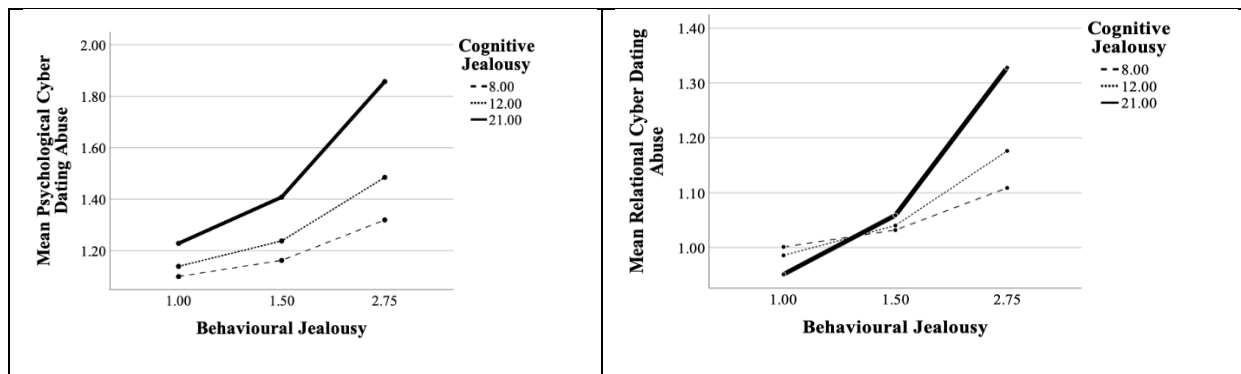 Mean Psychological Cyber
Dating Abuse
2.00
1.80
1.60
1.40
1.20
1.00
1.50
2.75
Behavioural Jealousy
Cognitive
Jealousy
8.00
12.00
21.00
Mean Relational Cyber Dating
Abuse
1.40
1.30
1.20
1.10
1.00
1.00
1.50
2.75
Behavioural Jealousy
Cognitive
Jealousy
8.00
12.00
21.00